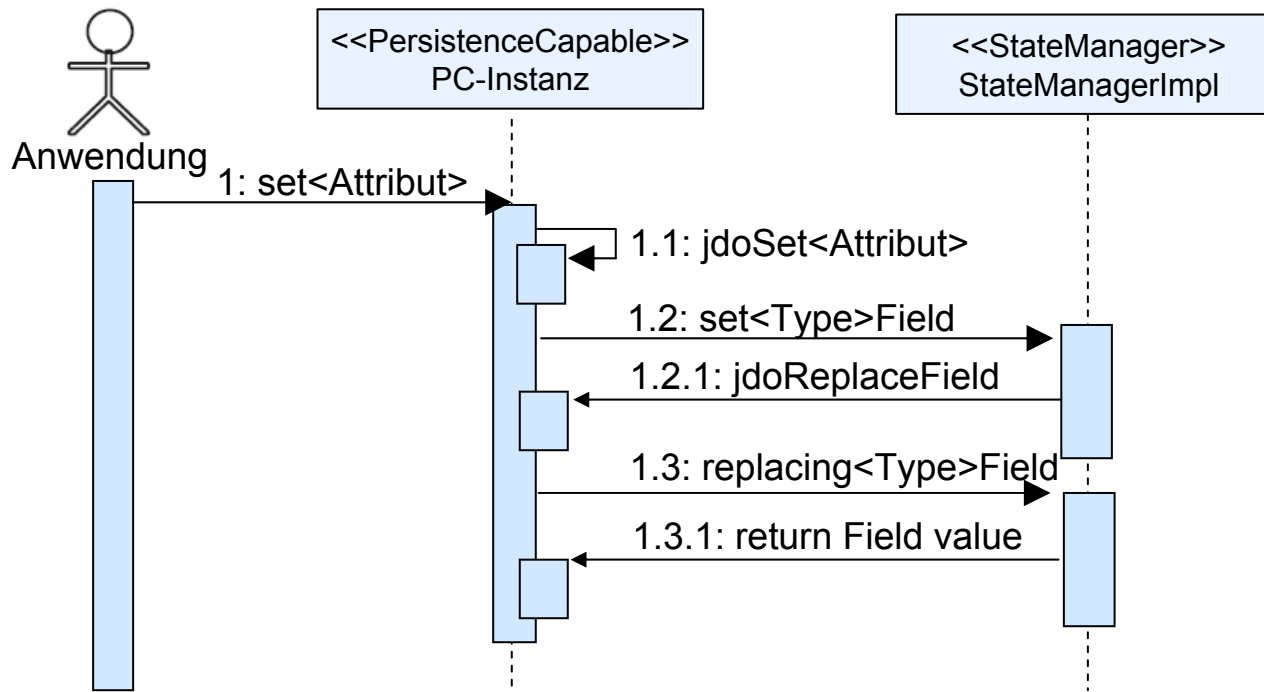 <<PersistenceCapable>>
PC-Instanz
<<StateManager>>
StateManagerImpl
Anwendung
1: set<Attribut>
1.1: jdoSet<Attribut>
1.2: set<Type>Field
1.2.1: jdoReplaceField
1.3: replacing<Type>Field
1.3.1: return Field value